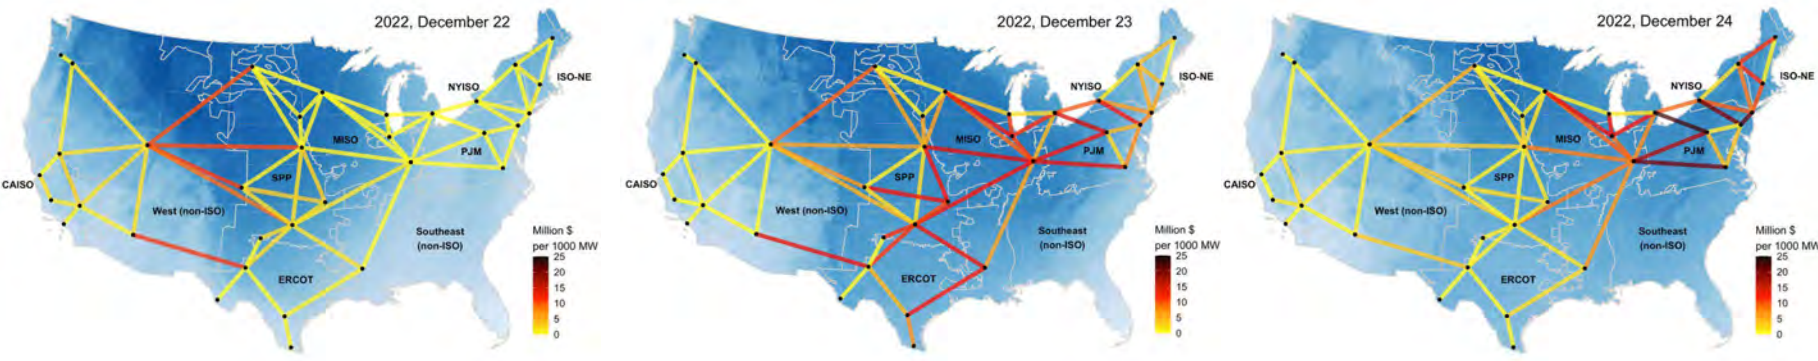 2022, December 22
NYISO
ISO-NE
MISO
PJM
SPP
CAISO
West (non-ISO)
Southeast
(non-ISO)
ERCOT
Million $
per 1000 MW
25
20
15
10
5
0
2022, December 23
NYISO
ISO-NE
MISO
PJM
SPP
CAISO
West (non-ISO)
Southeast
(non-ISO)
ERCOT
Million $
per 1000 MW
25
20
15
10
5
0
2022, December 24
NYISO
ISO-NE
MISO
PJM
SPP
CAISO
West (non-ISO)
Southeast
(non-ISO)
ERCOT
Million $
per 1000 MW
25
20
15
10
5
0